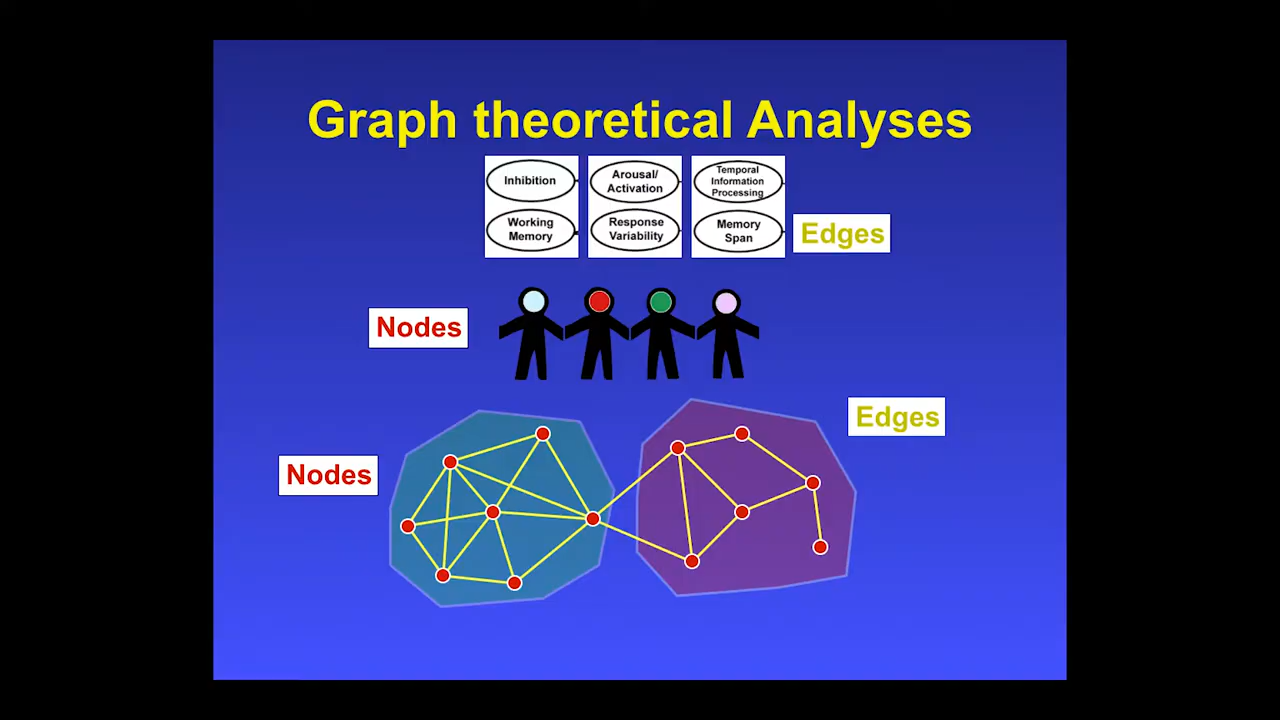 Graph theoretical Analyses
Inhibition
Arousal/
Activation
Temporal
Information
Processing
Working
Memory
Response
Variability
Memory
Span
Edges
Nodes
Edges
Nodes